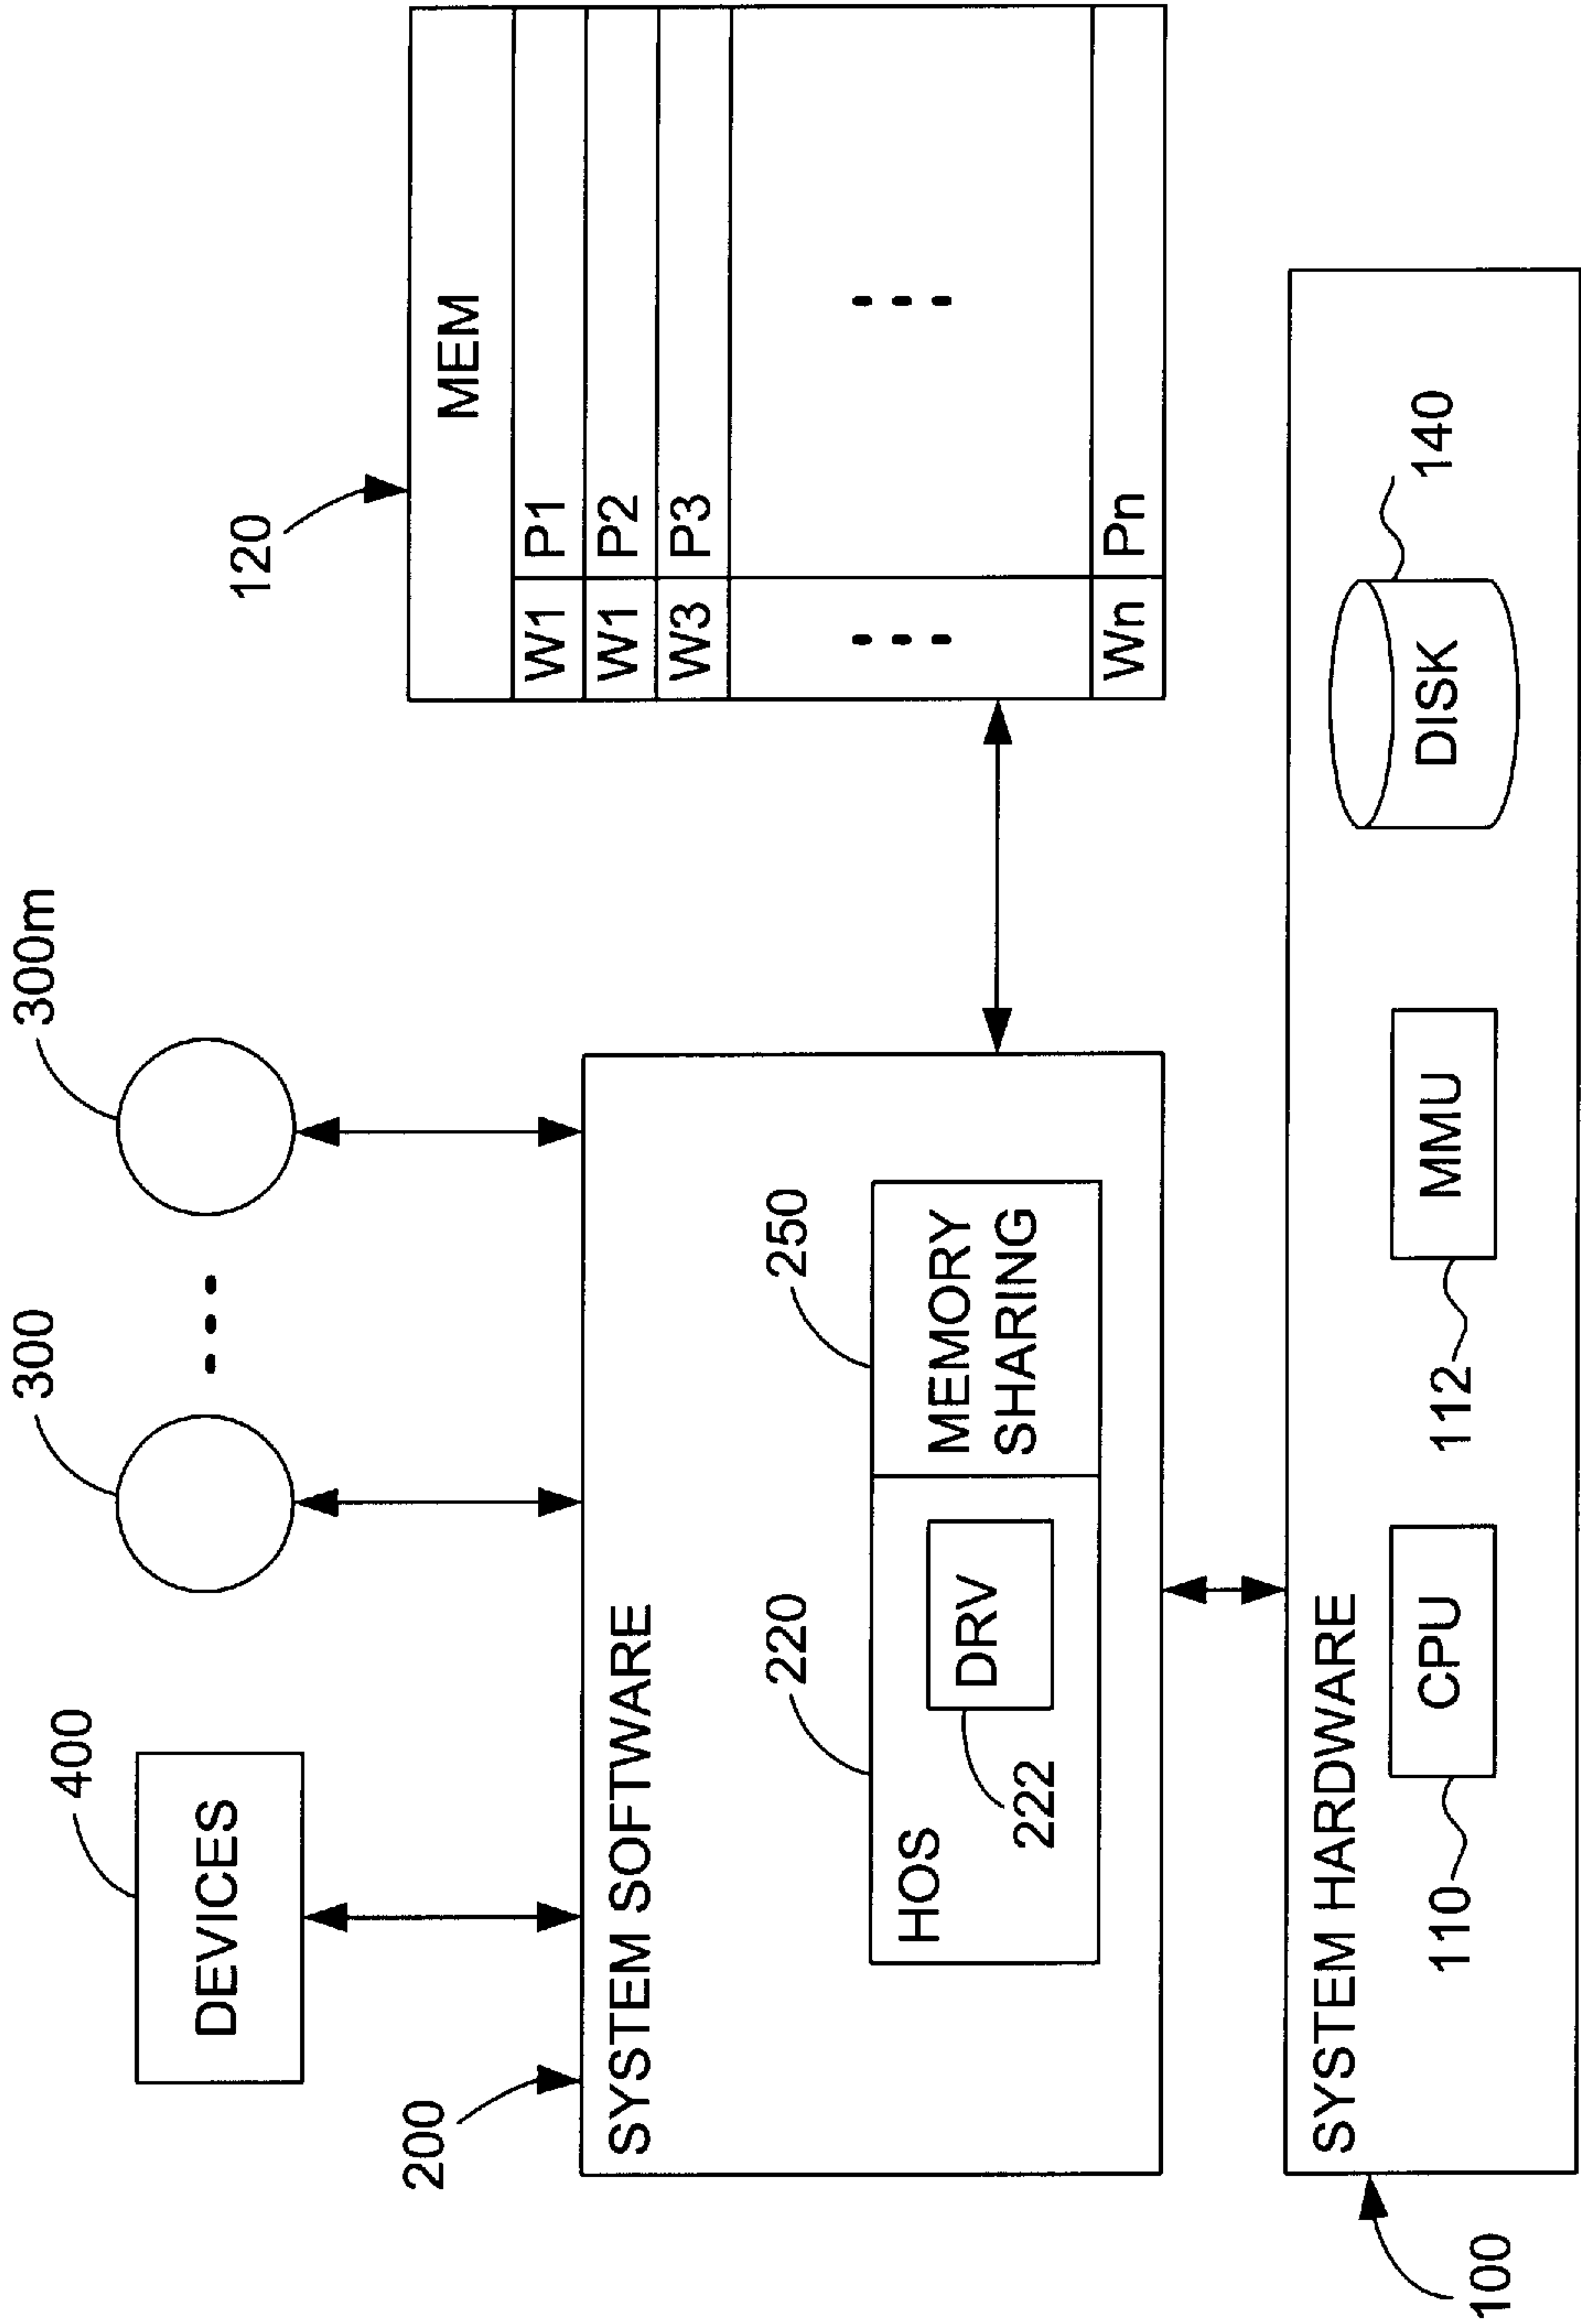 400
300
300m
120
DEVICES
MEM
W1 P1
W1 P2
W3 P3
Wn Pn
200
SYSTEM SOFTWARE
220
250
HOS
DRV
MEMORY
SHARING
222
100
SYSTEM HARDWARE
CPU
MMU
DISK
110
112
140